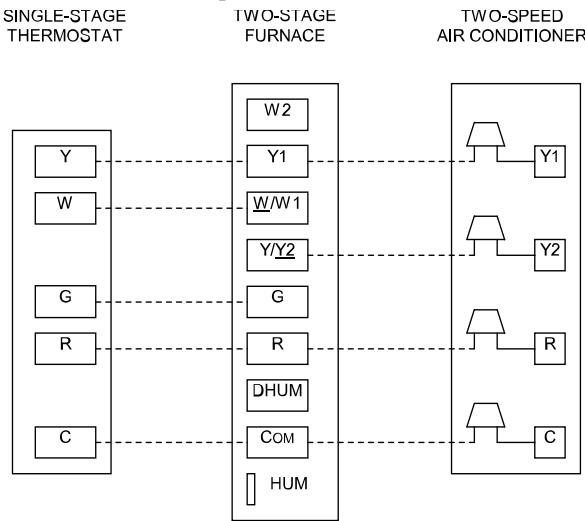 SINGLE-STAGE
THERMOSTAT
TWO-STAGE
FURNACE
TWO-SPEED
AIR CONDITIONER
W2
Y Y1 Y1
W W/W1
Y/Y2 Y2
G G
R R R
DHUM
C COM C
HUM